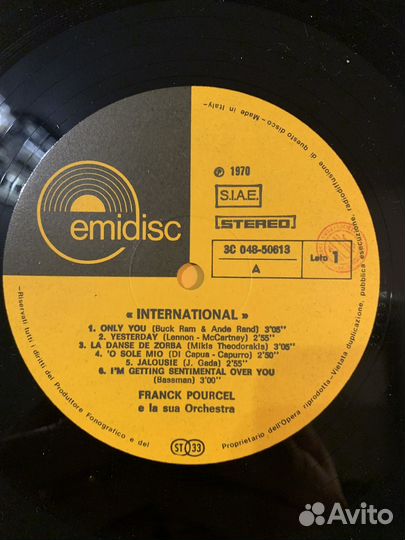 emidisc
℗ 1970
S.I.A.E.
STEREO
3C 048-50613
A
Lato 1
« INTERNATIONAL »
1. ONLY YOU (Buck Ram & Ande Rand) 3'05"
2. YESTERDAY (Lennon - McCartney) 2'55"
3. LA DANSE DE ZORBA (Mikis Theodorakis) 3'05"
4. 'O SOLE MIO (Di Capua - Capurro) 2'50"
5. JALOUSIE (J. Gada) 2'55"
6. I'M GETTING SENTIMENTAL OVER YOU
(Bassman) 3'00"
FRANCK POURCEL
e la sua Orchestra
ST 33
-Riservati tutti i diritti del Produttore Fonografico e del Proprietario dell'Opera riprodotta-Vietata duplicazione, pubblica esecuzione, radiodiffusione di questo disco - Made in Italy-
Avito